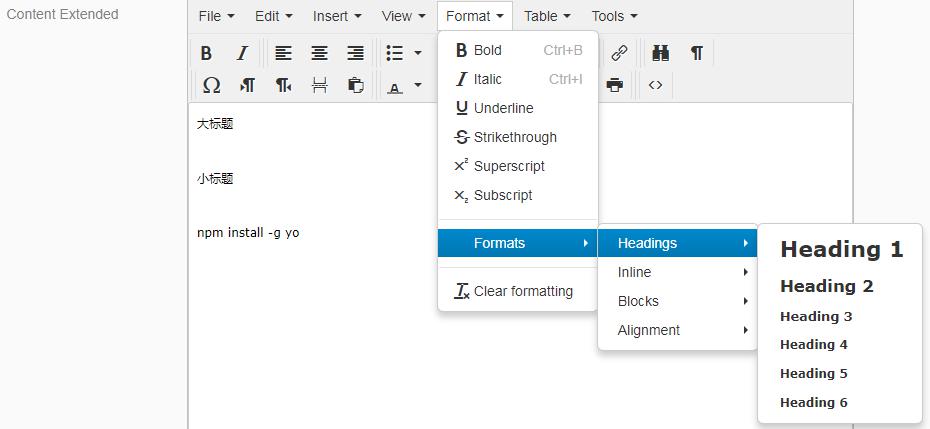 Content Extended
File Edit Insert View Format Table Tools
Bold Ctrl+B
Italic Ctrl+I
Underline
Strikethrough
Superscript
Subscript
Formats
Clear formatting
Headings
Inline
Blocks
Alignment
Heading 1
Heading 2
Heading 3
Heading 4
Heading 5
Heading 6
大标题
小标题
npm install -g yo